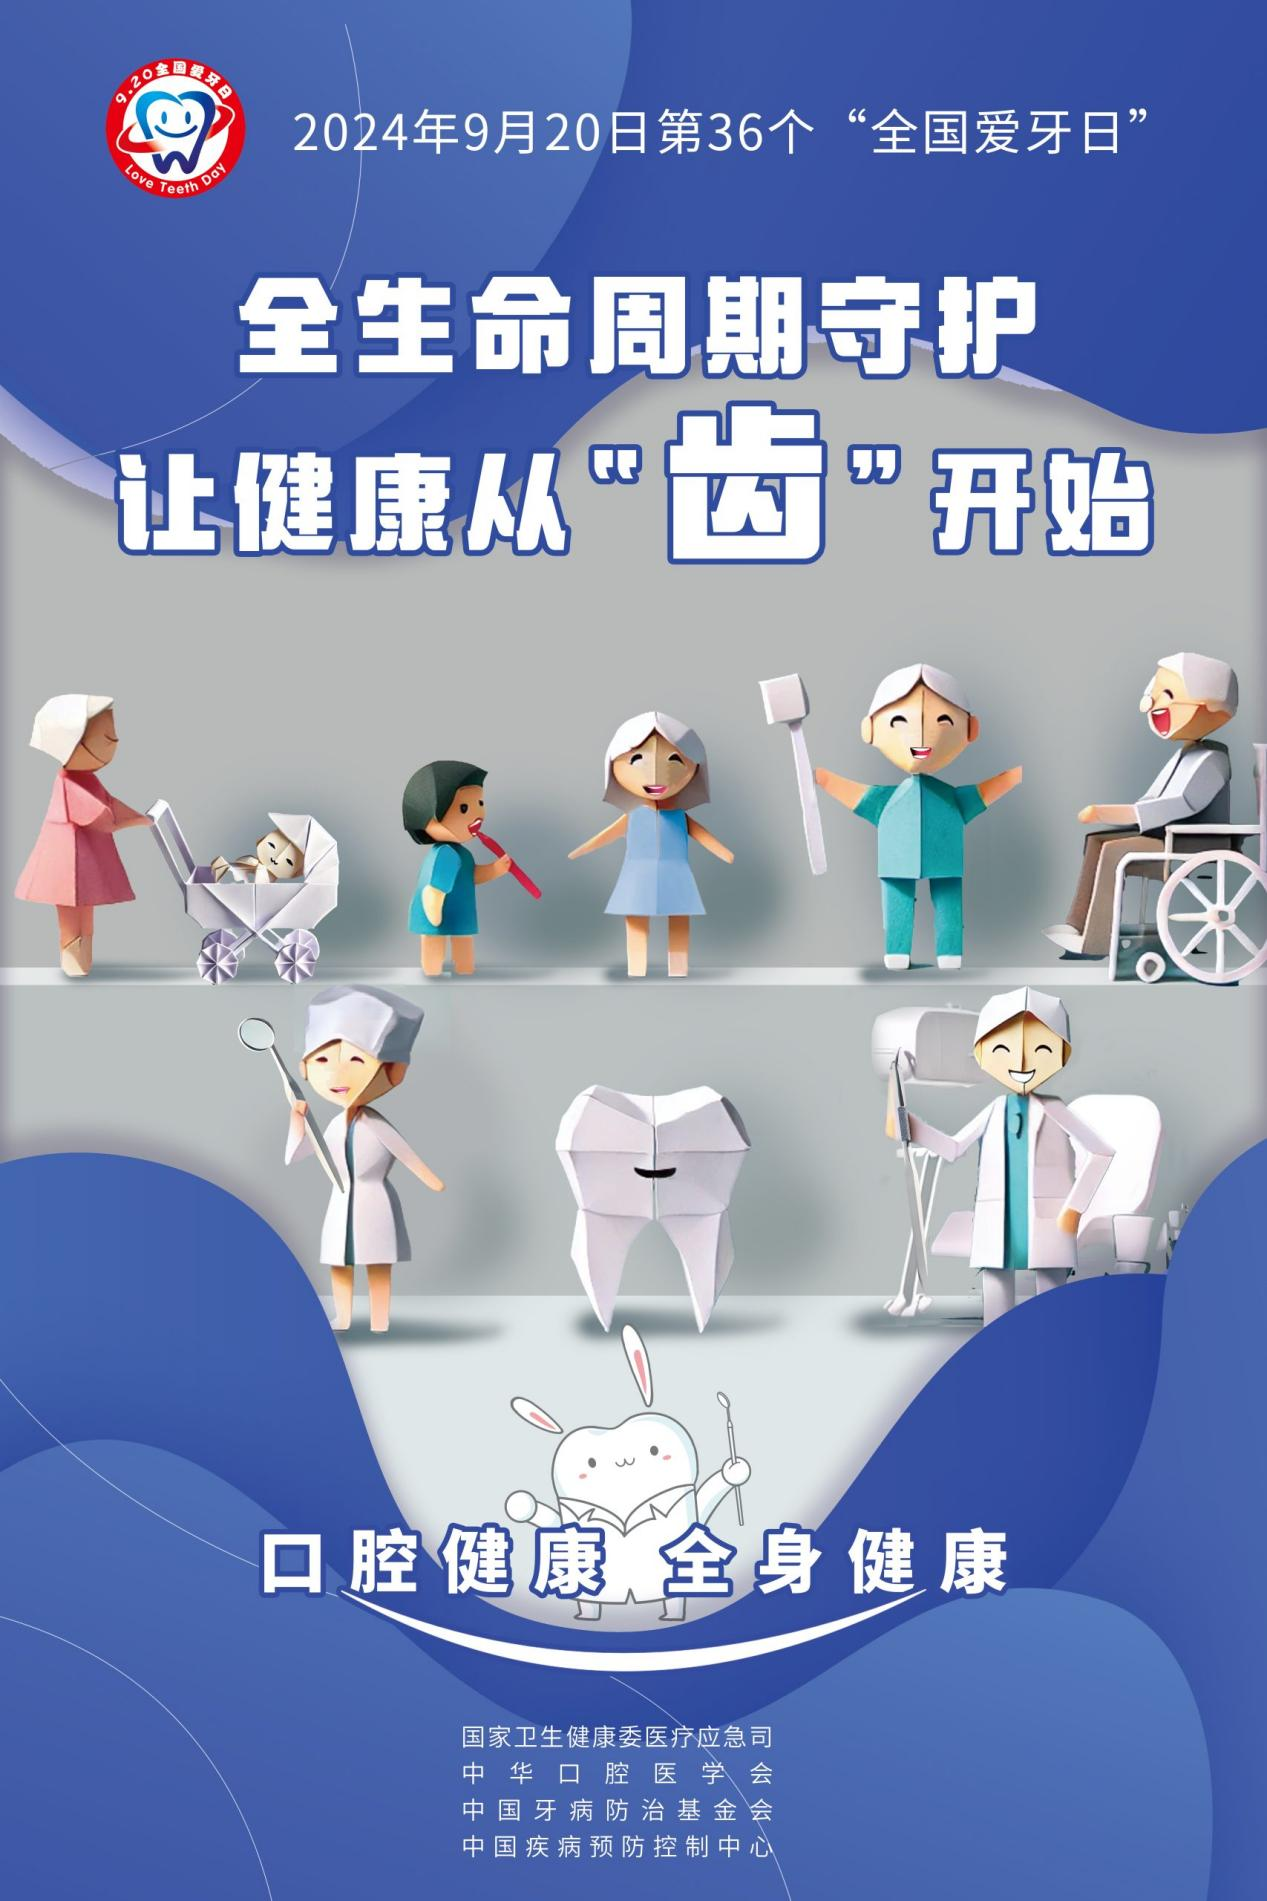 9.20全国爱牙日
Love Teeth Day
2024年9月20日第36个“全国爱牙日”
全生命周期守护
让健康从“齿”开始
口腔健康 全身健康
国家卫生健康委医疗应急司
中华口腔医学会
中国牙病防治基金会
中国疾病预防控制中心